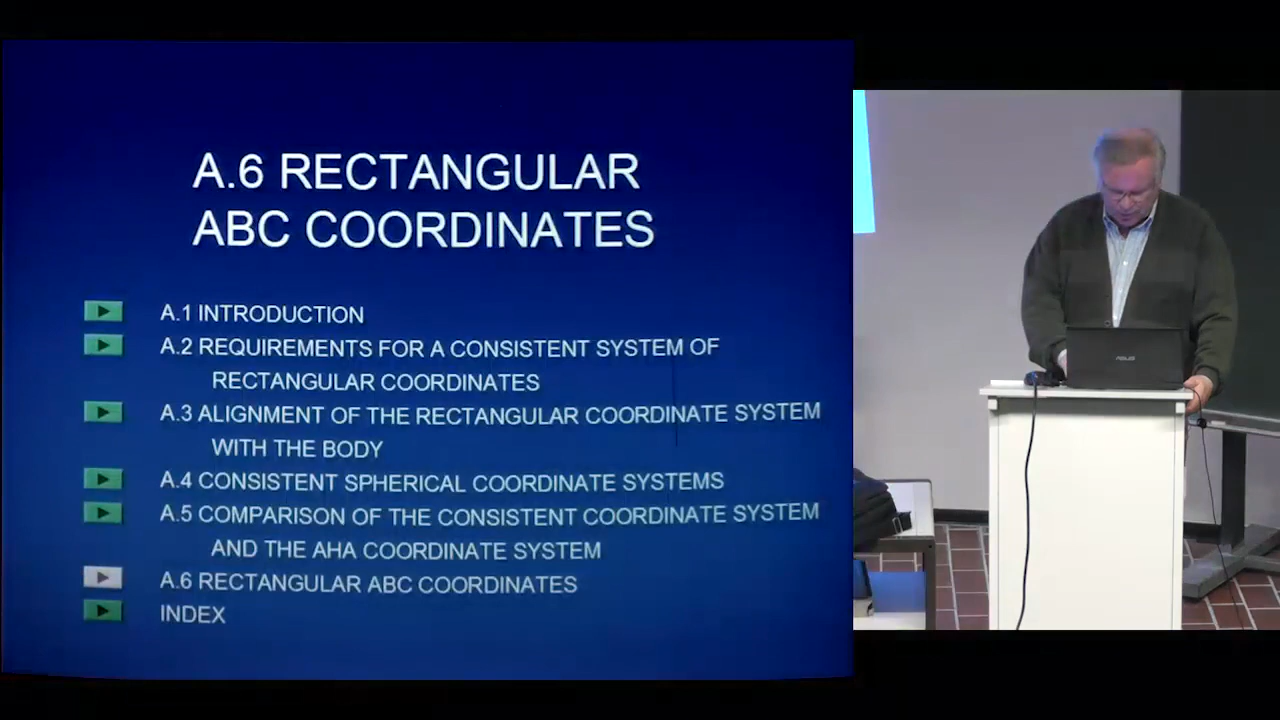 A.6 RECTANGULAR
ABC COORDINATES
A.1 INTRODUCTION
A.2 REQUIREMENTS FOR A CONSISTENT SYSTEM OF
RECTANGULAR COORDINATES
A.3 ALIGNMENT OF THE RECTANGULAR COORDINATE SYSTEM
WITH THE BODY
A.4 CONSISTENT SPHERICAL COORDINATE SYSTEMS
A.5 COMPARISON OF THE CONSISTENT COORDINATE SYSTEM
AND THE AHA COORDINATE SYSTEM
A.6 RECTANGULAR ABC COORDINATES
INDEX
ASUS